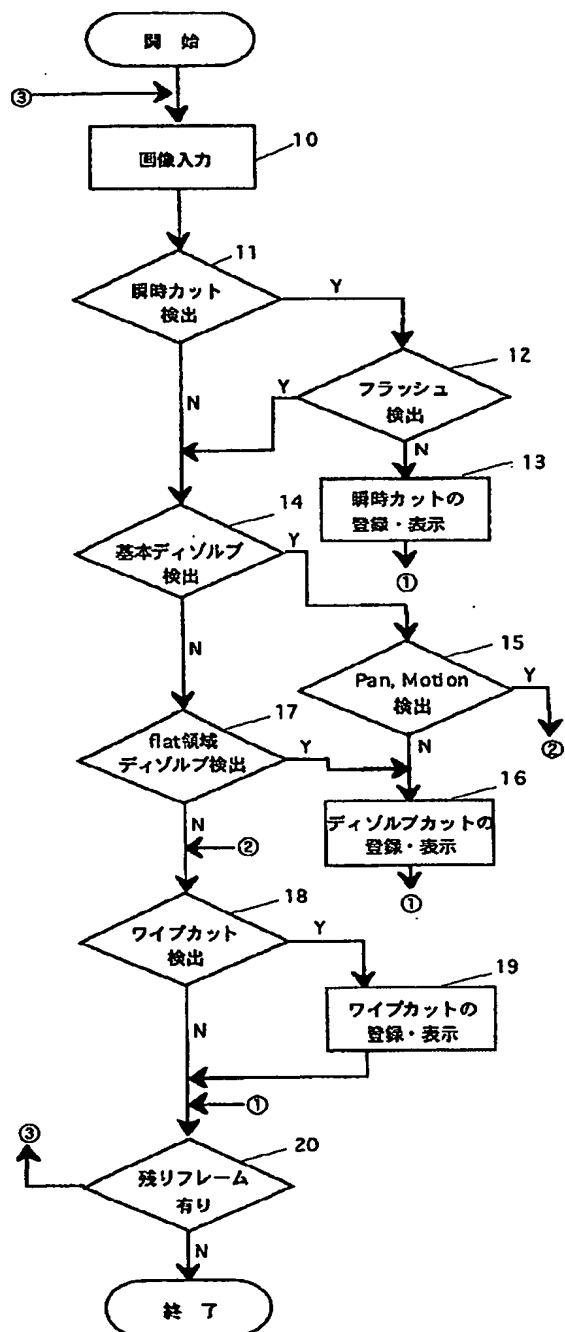 開 始
③
10
画像入力
11
瞬時カット
検出
Y
12
フラッシュ
検出
Y
N
N
13
瞬時カットの
登録・表示
①
14
基本ディゾルブ
検出
Y
N
15
Pan, Motion
検出
Y
②
N
17
flat領域
ディゾルブ検出
Y
16
ディゾルブカットの
登録・表示
①
N
②
18
ワイプカット
検出
Y
19
ワイプカットの
登録・表示
N
①
③
20
残りフレーム
有り
N
終 了